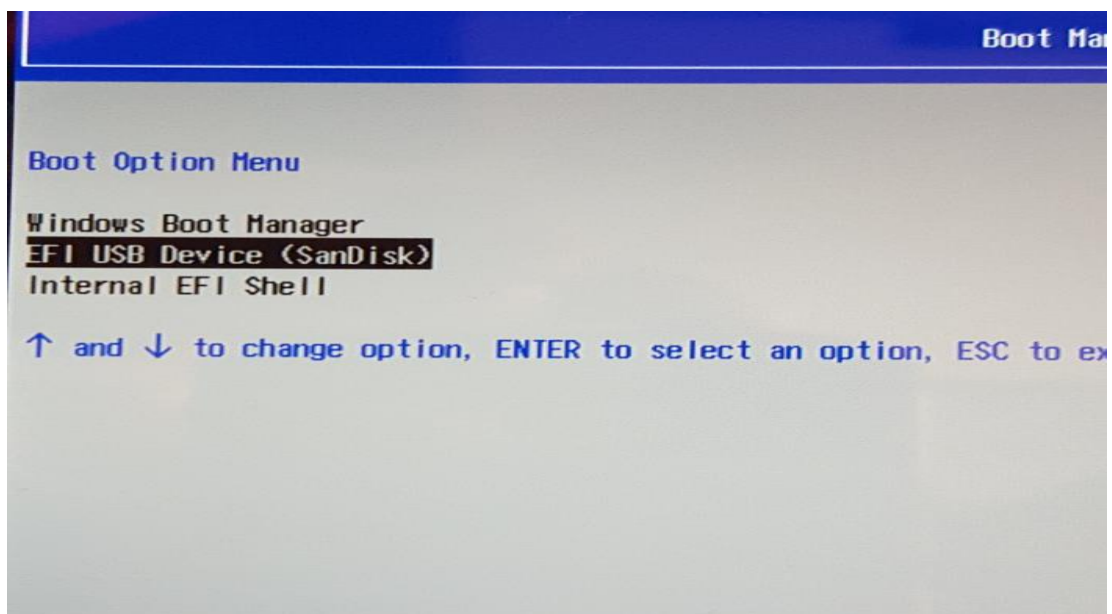 Boot
Boot Option Menu
Windows Boot Manager
EFI USB Device (SanDisk)
Internal EFI Shell
↑ and ↓ to change option, ENTER to select an option, ESC to